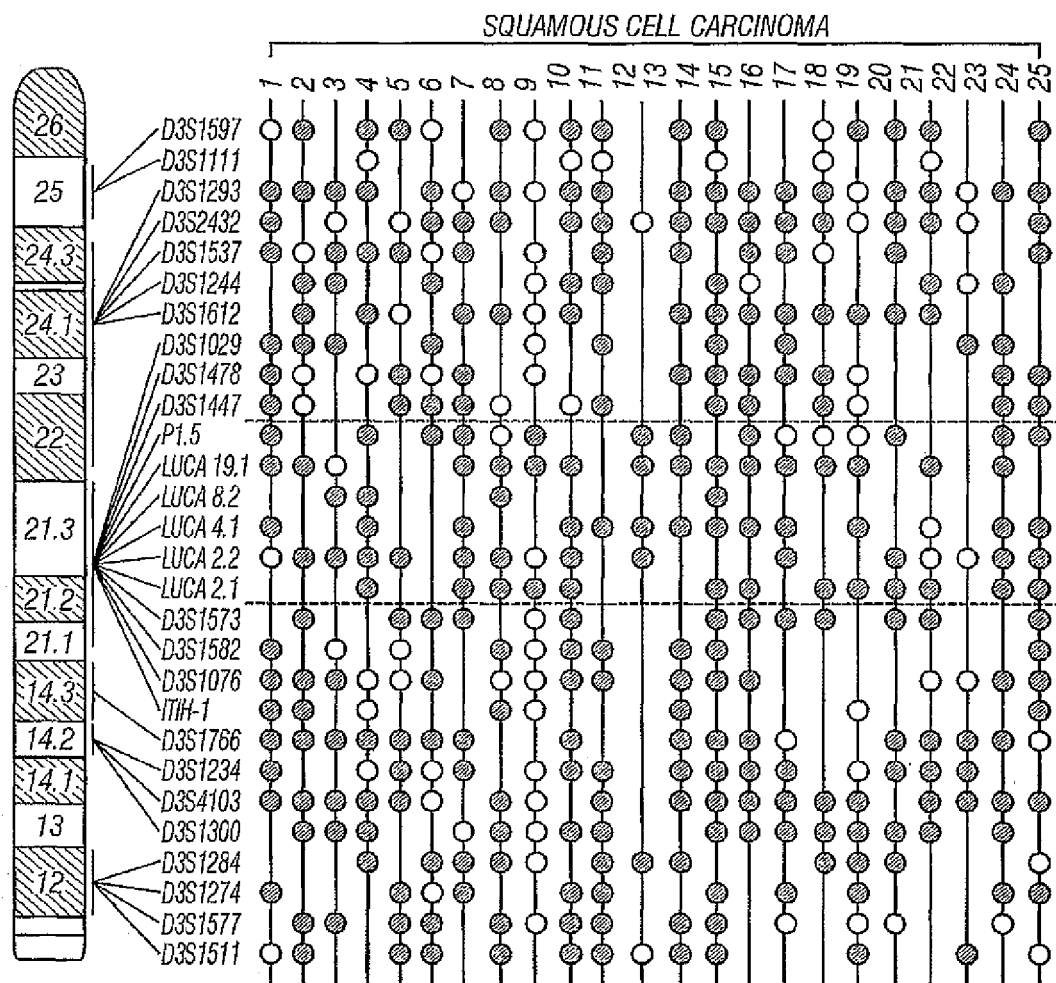 SQUAMOUS CELL CARCINOMA
1 2 3 4 5 6 7 8 9 10 11 12 13 14 15 16 17 18 19 20 21 22 23 24 25
26
25
24.3
24.1
23
22
21.3
21.2
21.1
14.3
14.2
14.1
13
12
D3S1597
D3S1111
D3S1293
D3S2432
D3S1537
D3S1244
D3S1612
D3S1029
D3S1478
D3S1447
P1.5
LUCA 19.1
LUCA 8.2
LUCA 4.1
LUCA 2.2
LUCA 2.1
D3S1573
D3S1582
D3S1076
ITIH-1
D3S1766
D3S1234
D3S4103
D3S1300
D3S1284
D3S1274
D3S1577
D3S1511